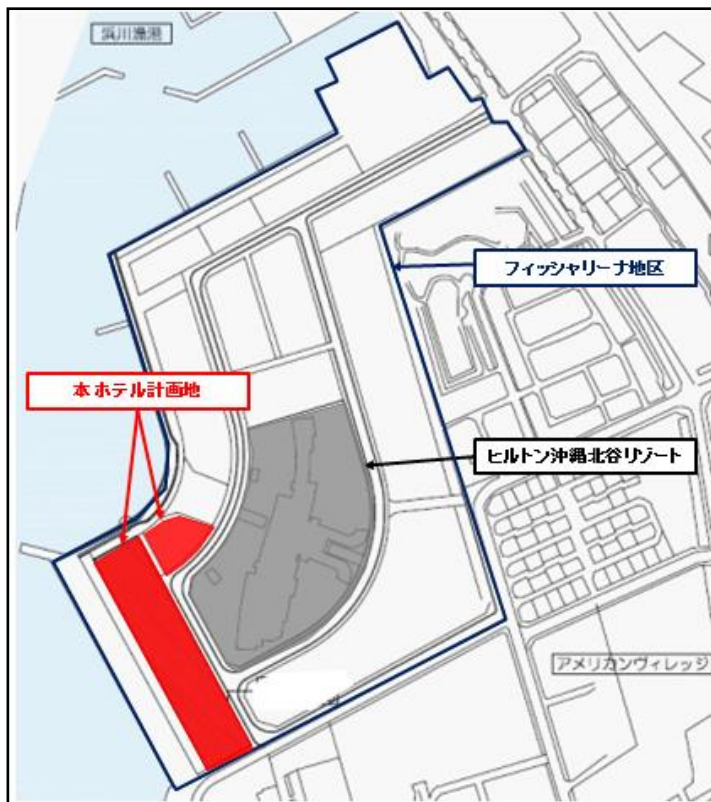 浜川漁港
フィッシャリーナ地区
本ホテル計画地
ヒルトン沖縄北谷リゾート
アメリカンヴィレッジ